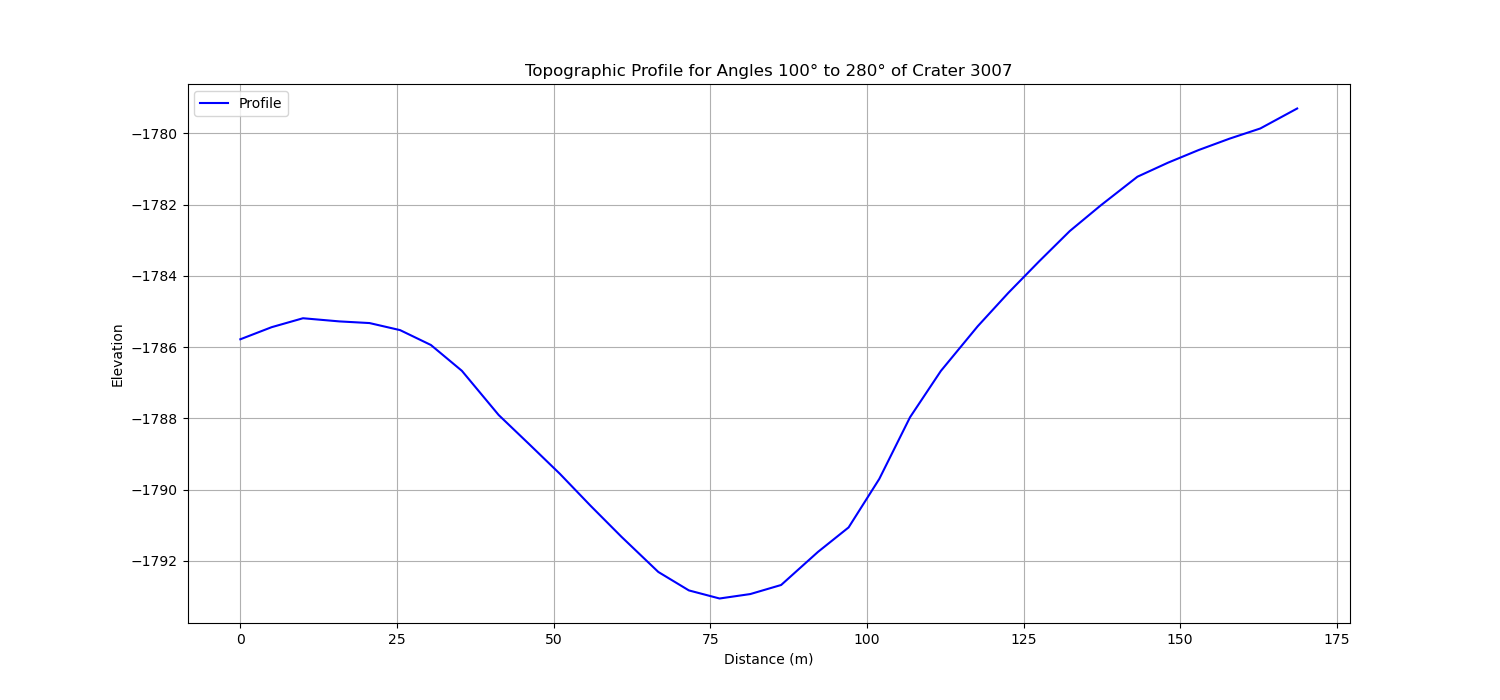 Topographic Profile for Angles 100° to 280° of Crater 3007
Profile
−1780
−1782
−1784
−1786
−1788
−1790
−1792
Elevation
0 25 50 75 100 125 150 175
Distance (m)